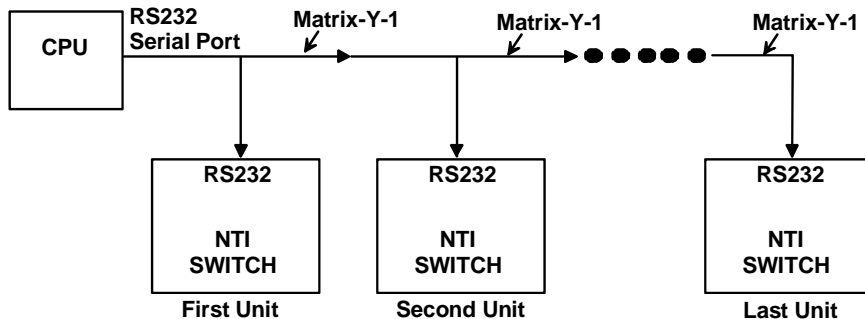 RS232
Serial Port
CPU
Matrix-Y-1
Matrix-Y-1
Matrix-Y-1
RS232
NTI
SWITCH
First Unit
RS232
NTI
SWITCH
Second Unit
RS232
NTI
SWITCH
Last Unit